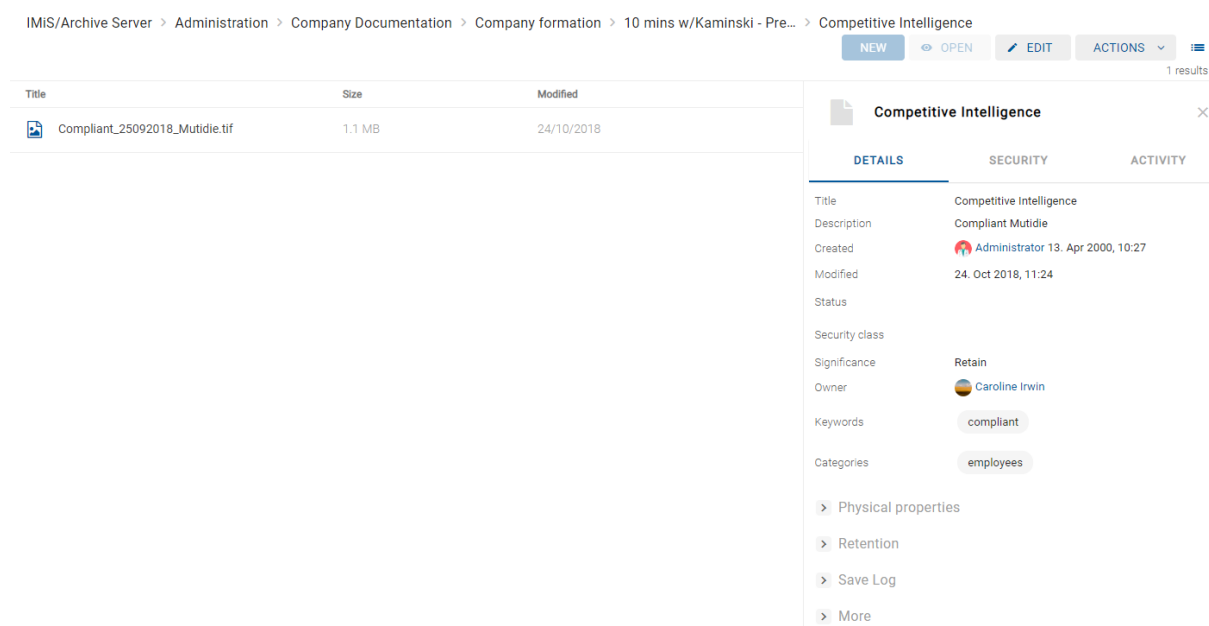 IMiS/Archive Server > Administration > Company Documentation > Company formation > 10 mins w/Kaminski - Pre... > Competitive Intelligence
NEW OPEN EDIT ACTIONS
1 results
Title Size Modified
Compliant_25092018_Mutidie.tif 1.1 MB 24/10/2018
Competitive Intelligence
DETAILS SECURITY ACTIVITY
Title Competitive Intelligence
Description Compliant Mutidie
Created Administrator 13. Apr 2000, 10:27
Modified 24. Oct 2018, 11:24
Status
Security class
Significance Retain
Owner Caroline Irwin
Keywords compliant
Categories employees
> Physical properties
> Retention
> Save Log
> More